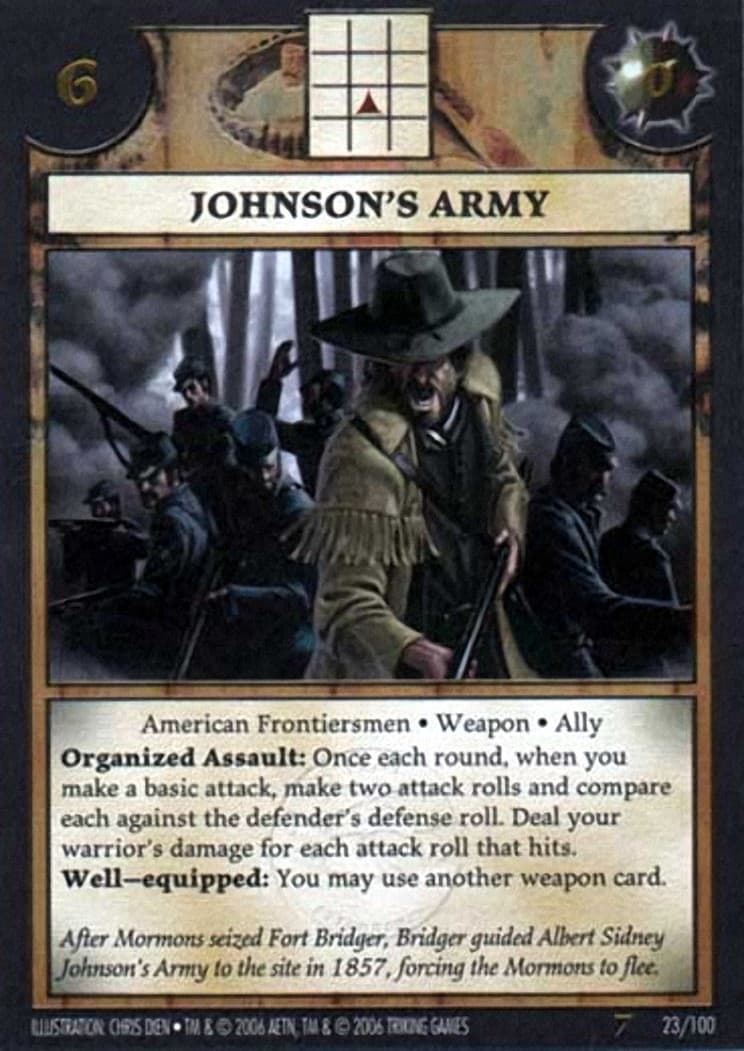 6
0
JOHNSON'S ARMY
American Frontiersmen • Weapon • Ally
Organized Assault: Once each round, when you
make a basic attack, make two attack rolls and compare
each against the defender's defense roll. Deal your
warrior's damage for each attack roll that hits.
Well–equipped: You may use another weapon card.
After Mormons seized Fort Bridger, Bridger guided Albert Sidney
Johnson's Army to the site in 1857, forcing the Mormons to flee.
ILLUSTRATION: CHRIS DIEN • TM & © 2006 AETN, TM & © 2006 TRIKING GAMES
23/100